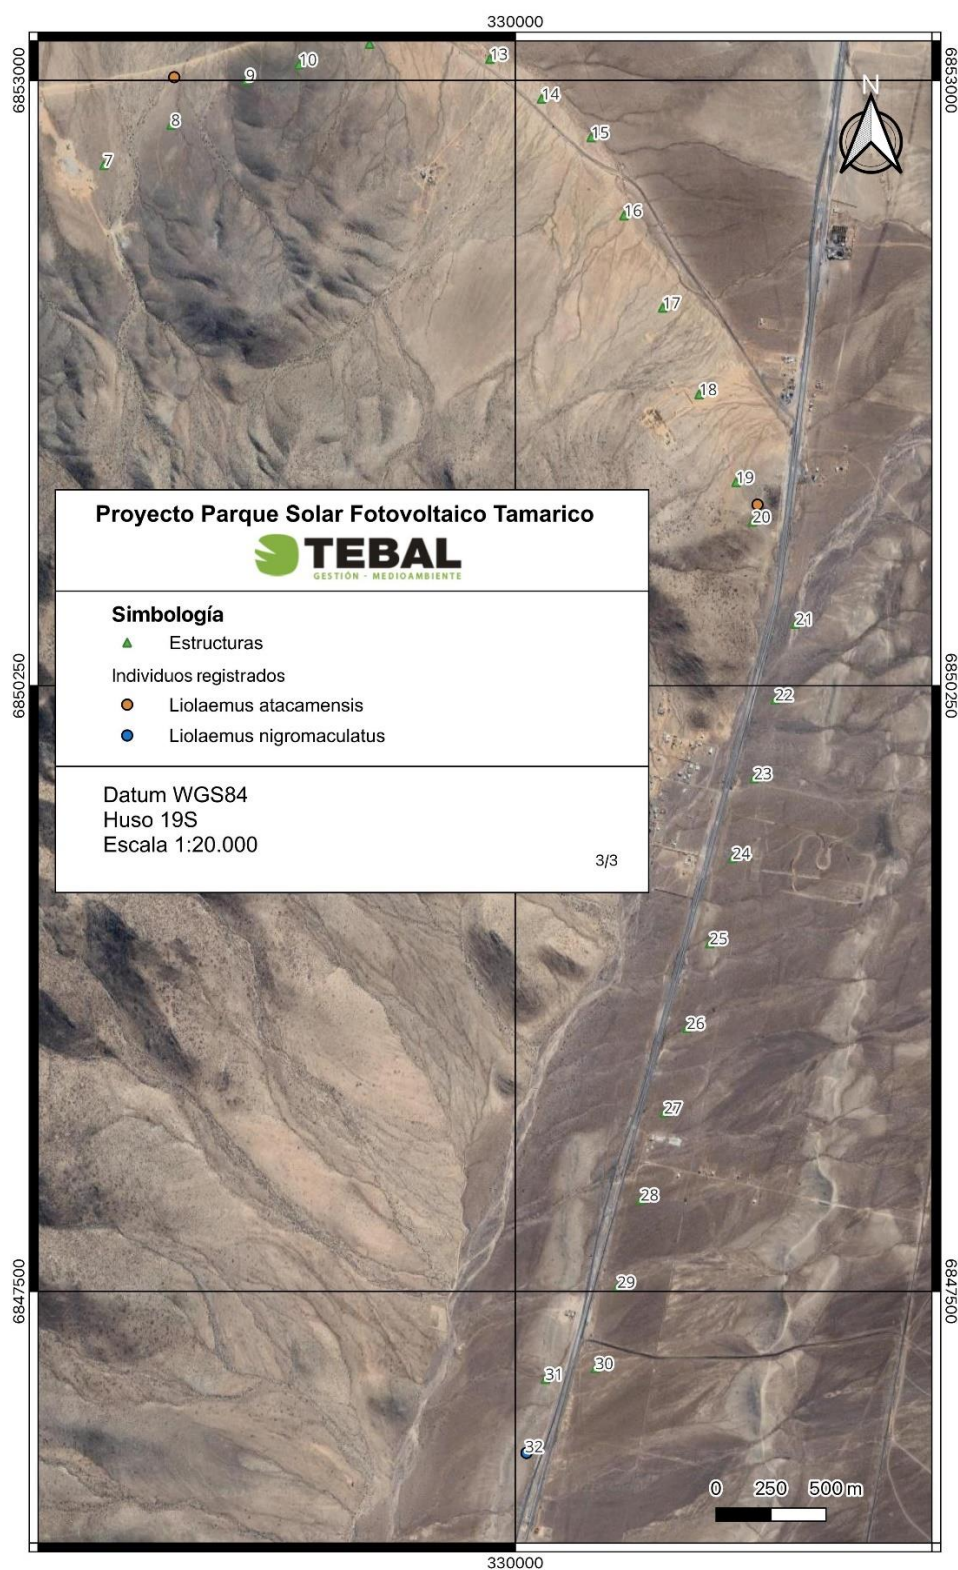 330000
6853000
6853000
N
13
10
9
14
8
15
7
16
17
18
19
20
Proyecto Parque Solar Fotovoltaico Tamarico
TEBAL
GESTIÓN - MEDIOAMBIENTE
Simbología
Estructuras
Individuos registrados
Liolaemus atacamensis
Liolaemus nigromaculatus
Datum WGS84
Huso 19S
Escala 1:20.000
3/3
21
6850250
6850250
22
23
24
25
26
27
28
29
6847500
6847500
30
31
32
0 250 500 m
330000